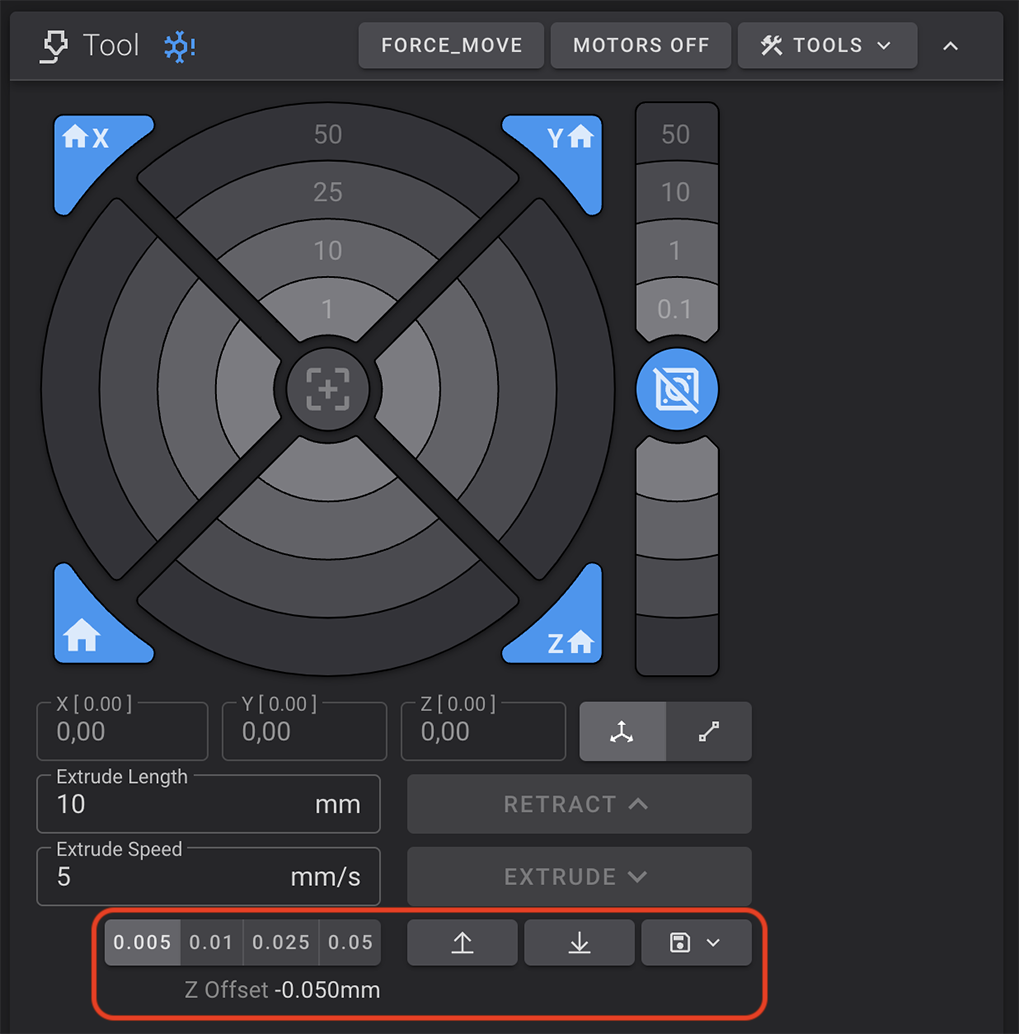 Tool ! FORCE_MOVE MOTORS OFF TOOLS
X Y
50 50
25 10
10 1
1 0.1
Z
X [ 0.00 ] Y [ 0.00 ] Z [ 0.00 ]
0,00 0,00 0,00
Extrude Length
10 mm RETRACT
Extrude Speed
5 mm/s EXTRUDE
0.005 0.01 0.025 0.05
Z Offset -0.050mm